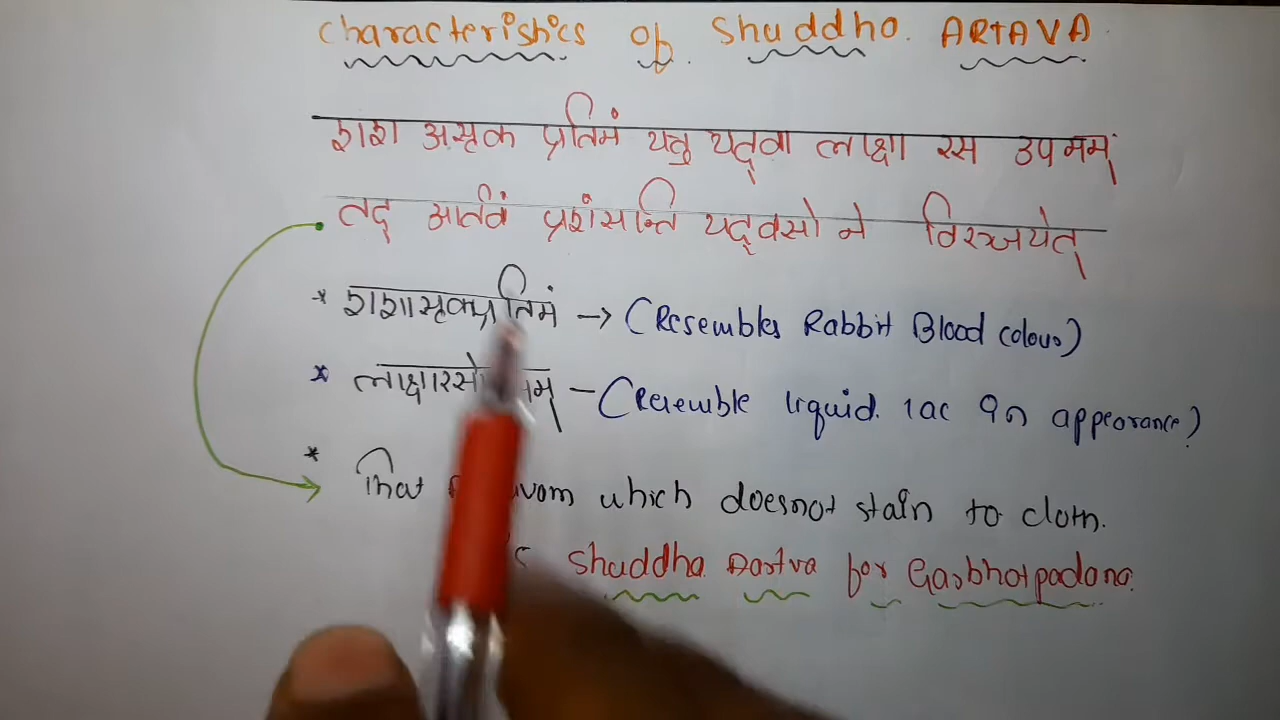 Characteristics of Shuddha ARTAVA
शश असृक प्रतिमं यत्तु यद्वा लाक्षा रस उपमम्
तद् आर्तवं प्रशंसन्ति यद्वसो ने विरञ्जयेत्
* शशासृक्प्रतिमं → (Resembles Rabbit Blood colour)
* लाक्षारसो मम् - (Resemble liquid lac in appearance)
* That which doesnot stain to cloth.
Shuddha Aartva for Garbhotpadana